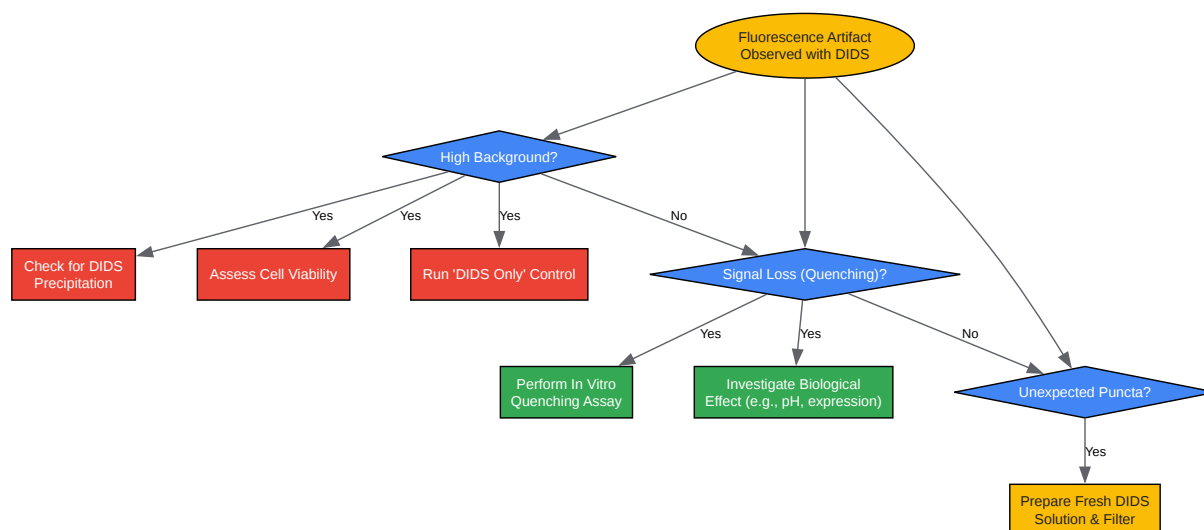 Fluorescence Artifact
Observed with DIDS
High Background?
Yes
Yes
Yes
No
Check for DIDS
Precipitation
Assess Cell Viability
Run 'DIDS Only' Control
Signal Loss (Quenching)?
Yes
Yes
No
Perform In Vitro
Quenching Assay
Investigate Biological
Effect (e.g., pH, expression)
Unexpected Puncta?
Yes
Prepare Fresh DIDS
Solution & Filter